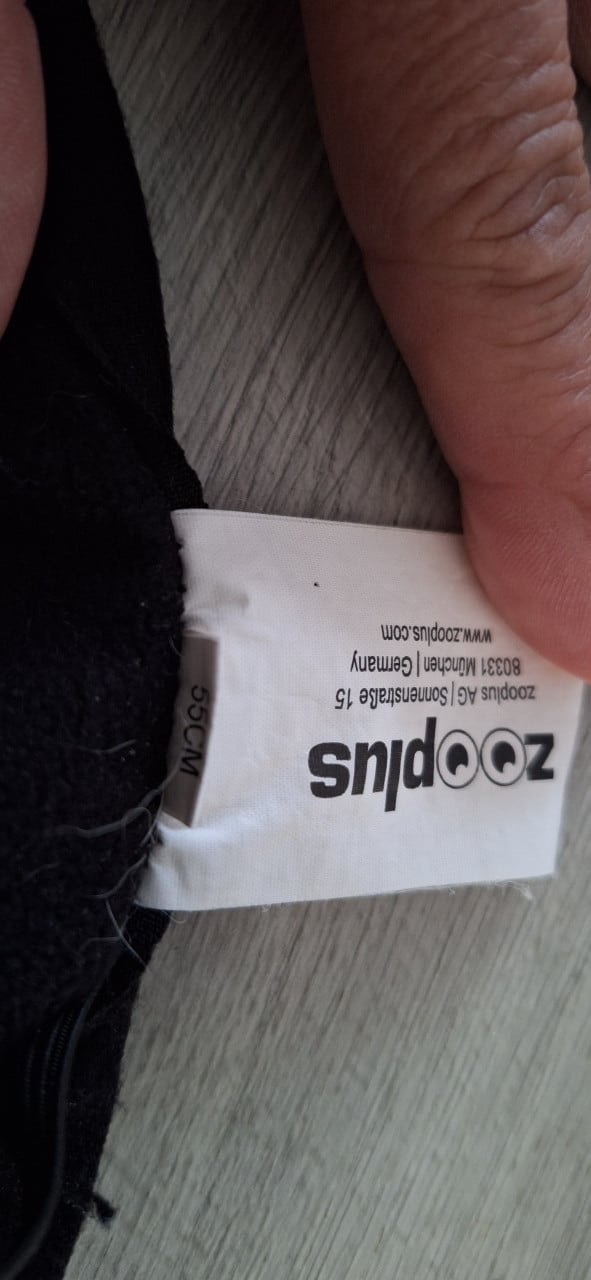 zooplus
zooplus AG | Sonnenstraße 15
80331 München | Germany
www.zooplus.com
55CM